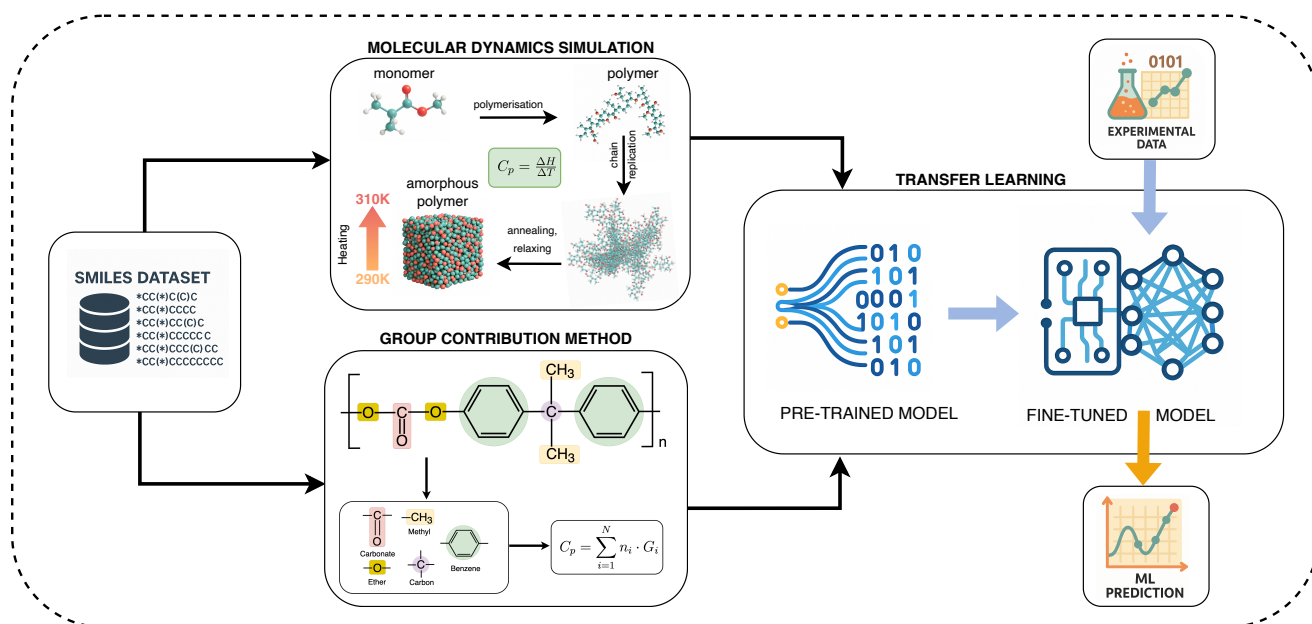 SMILES DATASET
*CC(*)C(C)C
*CC(*)CCCC
*CC(*)CC(C)C
*CC(*)CCCCC
*CC(*)CCC(C)CC
*CC(*)CCCCCCCC
MOLECULAR DYNAMICS SIMULATION
monomer
polymerisation
polymer
chain
replication
C_p = ΔH/ΔT
amorphous
polymer
annealing,
relaxing
Heating
310K
290K
GROUP CONTRIBUTION METHOD
CH₃
O C O C
O
CH₃
n
C
O
Carbonate
CH₃
Methyl
Benzene
O
Ether
C
Carbon
C_p = ∑_{i=1}^{N} n_i · G_i
TRANSFER LEARNING
010
101
0001
1010
101
010
PRE-TRAINED MODEL
FINE-TUNED MODEL
0101
EXPERIMENTAL
DATA
ML
PREDICTION